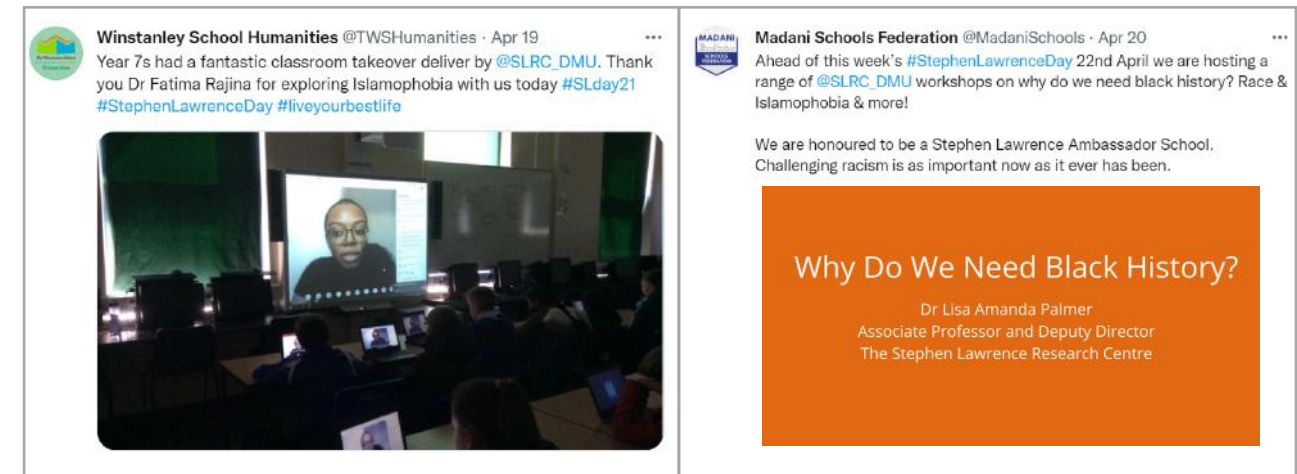 Winstanley School Humanities @TWSHumanities · Apr 19
Year 7s had a fantastic classroom takeover deliver by @SLRC_DMU. Thank
you Dr Fatima Rajina for exploring Islamophobia with us today #SLday21
#StephenLawrenceDay #liveyourbestlife
MADANI
SCHOOLS
FEDERATION
Madani Schools Federation @MadaniSchools · Apr 20
Ahead of this week's #StephenLawrenceDay 22nd April we are hosting a
range of @SLRC_DMU workshops on why do we need black history? Race &
Islamophobia & more!
We are honoured to be a Stephen Lawrence Ambassador School.
Challenging racism is as important now as it ever has been.
Why Do We Need Black History?
Dr Lisa Amanda Palmer
Associate Professor and Deputy Director
The Stephen Lawrence Research Centre